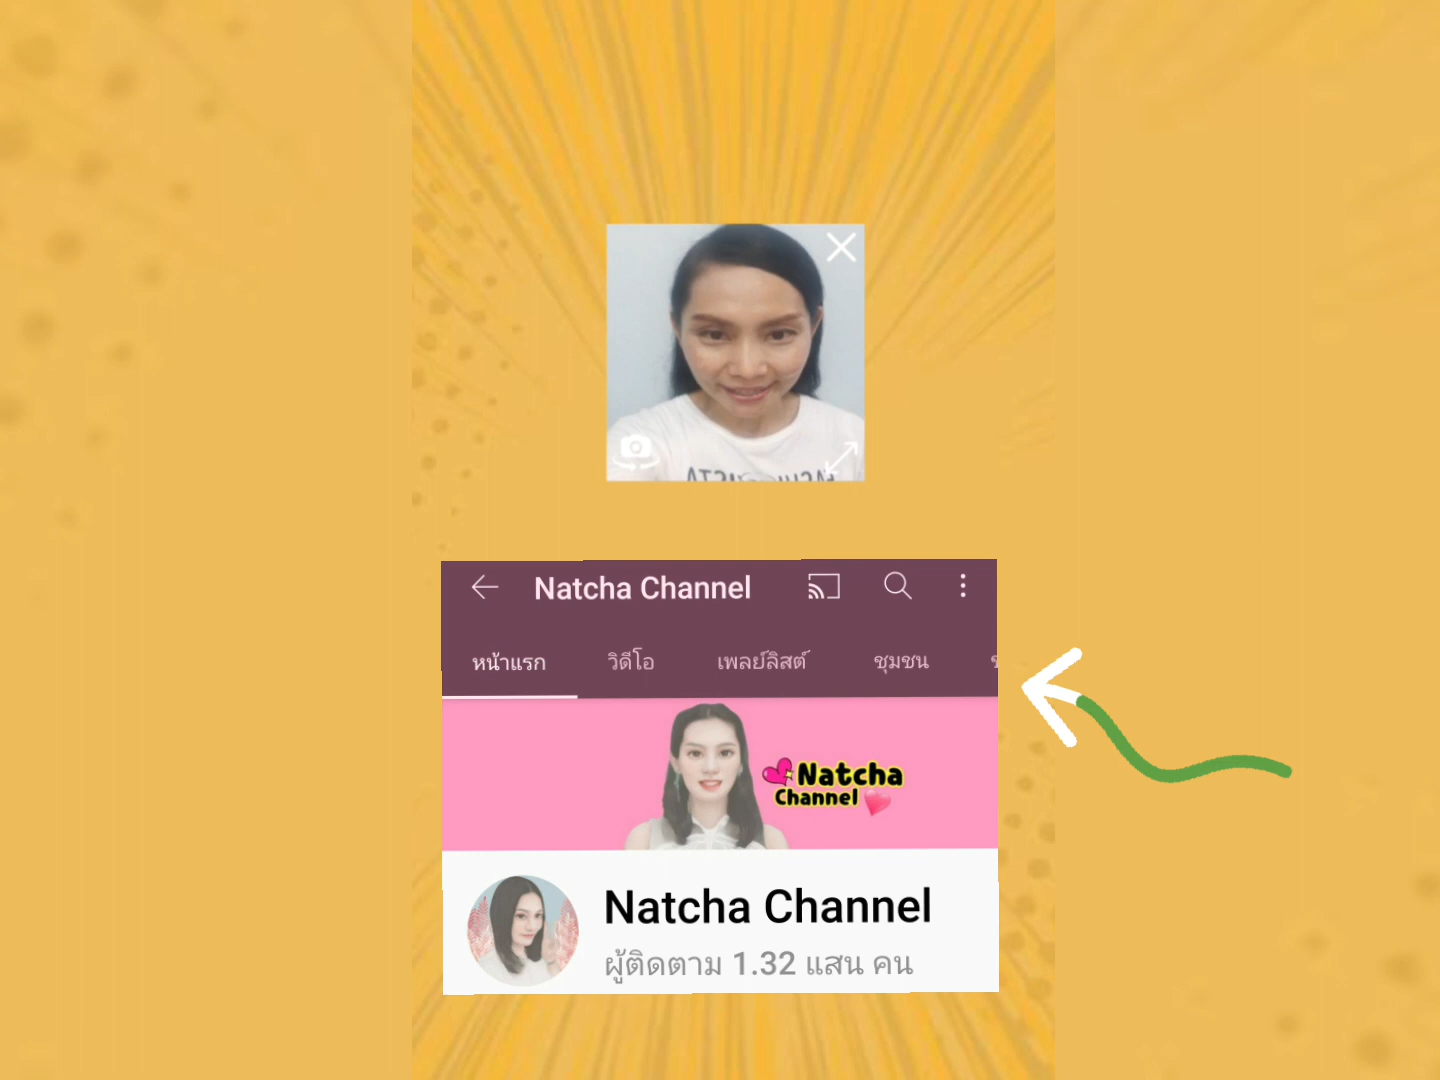 Natcha Channel
หน้าแรก วิดีโอ เพลย์ลิสต์ ชุมชน
Natcha
Channel
Natcha Channel
ผู้ติดตาม 1.32 แสน คน